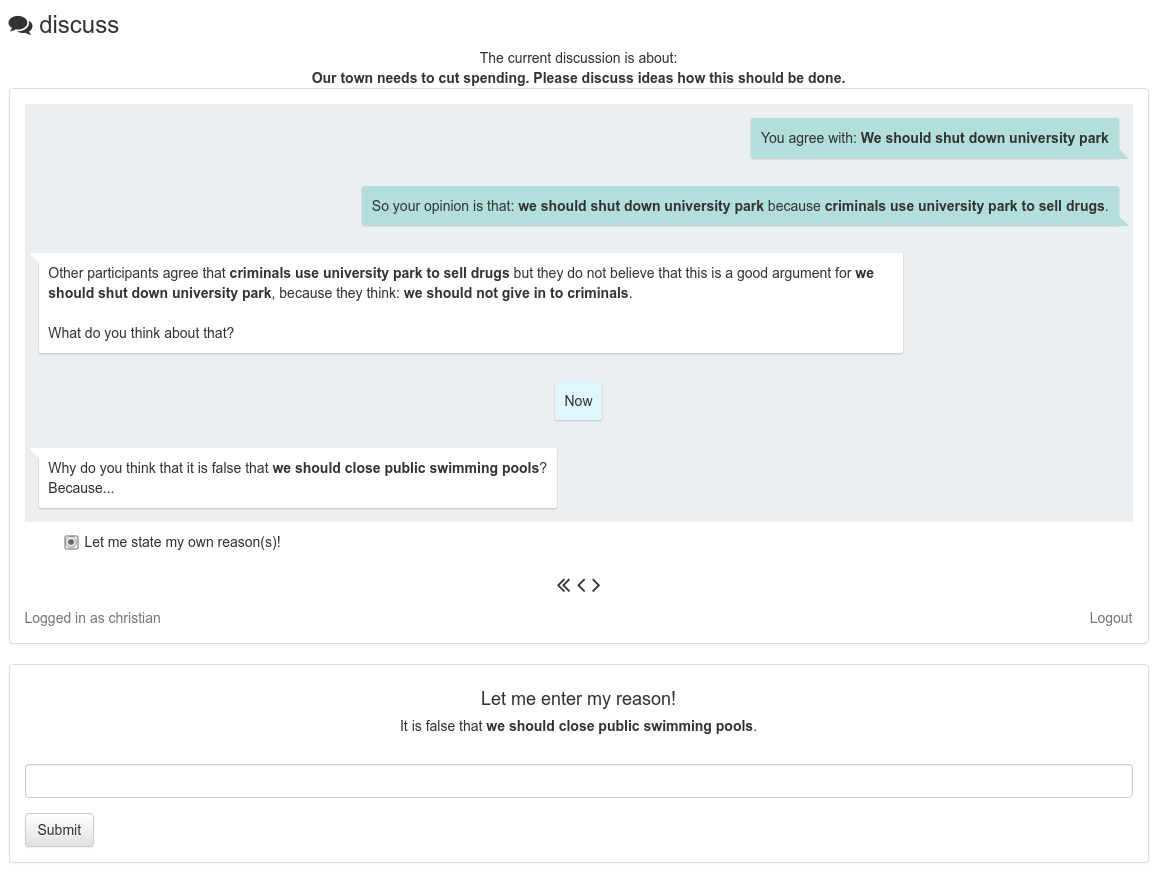 discuss
The current discussion is about:
Our town needs to cut spending. Please discuss ideas how this should be done.
You agree with: We should shut down university park
So your opinion is that: we should shut down university park because criminals use university park to sell drugs.
Other participants agree that criminals use university park to sell drugs but they do not believe that this is a good argument for we
should shut down university park, because they think: we should not give in to criminals.
What do you think about that?
Now
Why do you think that it is false that we should close public swimming pools?
Because...
Let me state my own reason(s)!
Logged in as christian
Logout
Let me enter my reason!
It is false that we should close public swimming pools.
Submit